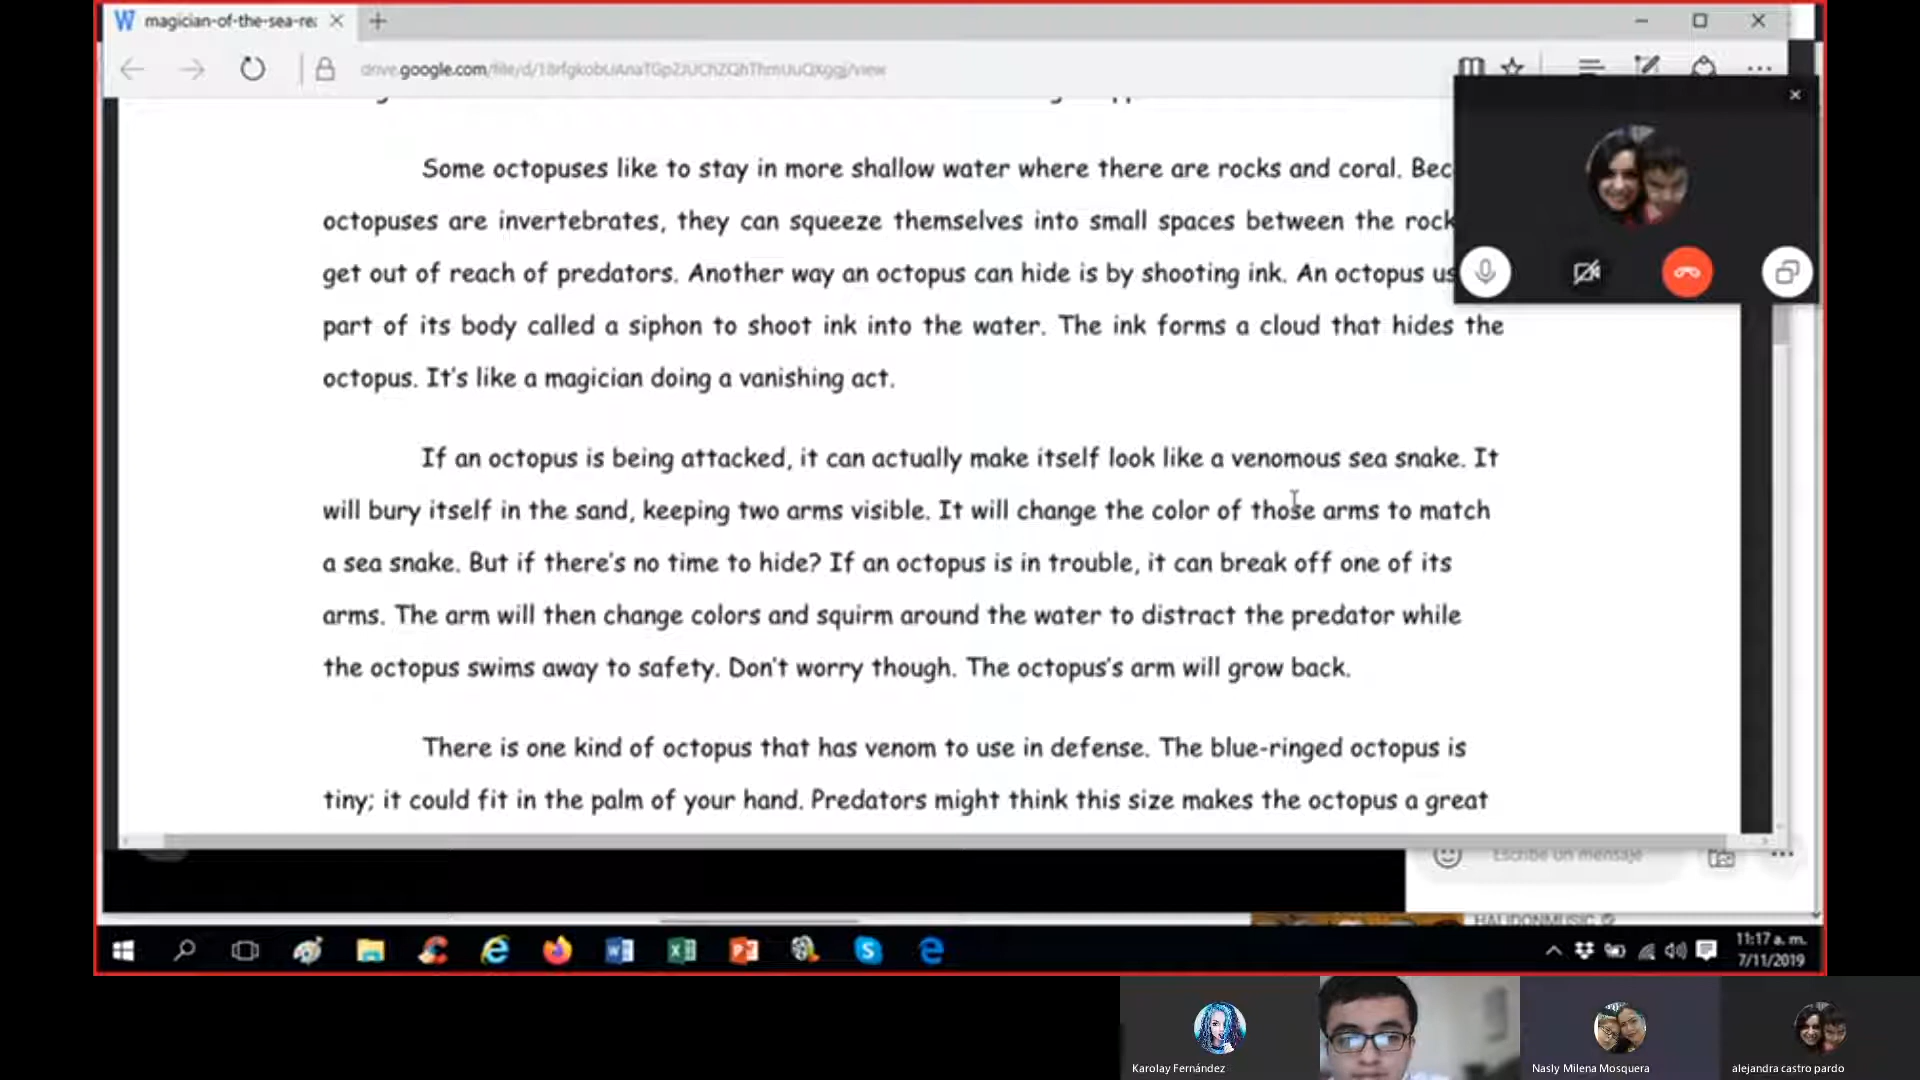 magician-of-the-sea-re
drive.google.com/file/d/
Some octopuses like to stay in more shallow water where there are rocks and coral. Bec
octopuses are invertebrates, they can squeeze themselves into small spaces between the rock
get out of reach of predators. Another way an octopus can hide is by shooting ink. An octopus us
part of its body called a siphon to shoot ink into the water. The ink forms a cloud that hides the
octopus. It's like a magician doing a vanishing act.
If an octopus is being attacked, it can actually make itself look like a venomous sea snake. It
will bury itself in the sand, keeping two arms visible. It will change the color of those arms to match
a sea snake. But if there's no time to hide? If an octopus is in trouble, it can break off one of its
arms. The arm will then change colors and squirm around the water to distract the predator while
the octopus swims away to safety. Don't worry though. The octopus's arm will grow back.
There is one kind of octopus that has venom to use in defense. The blue-ringed octopus is
tiny; it could fit in the palm of your hand. Predators might think this size makes the octopus a great
Escribe un mensaje
HALIDONMUSIC
11:17 a. m.
7/11/2019
Karolay Fernández
Nasly Milena Mosquera
alejandra castro pardo